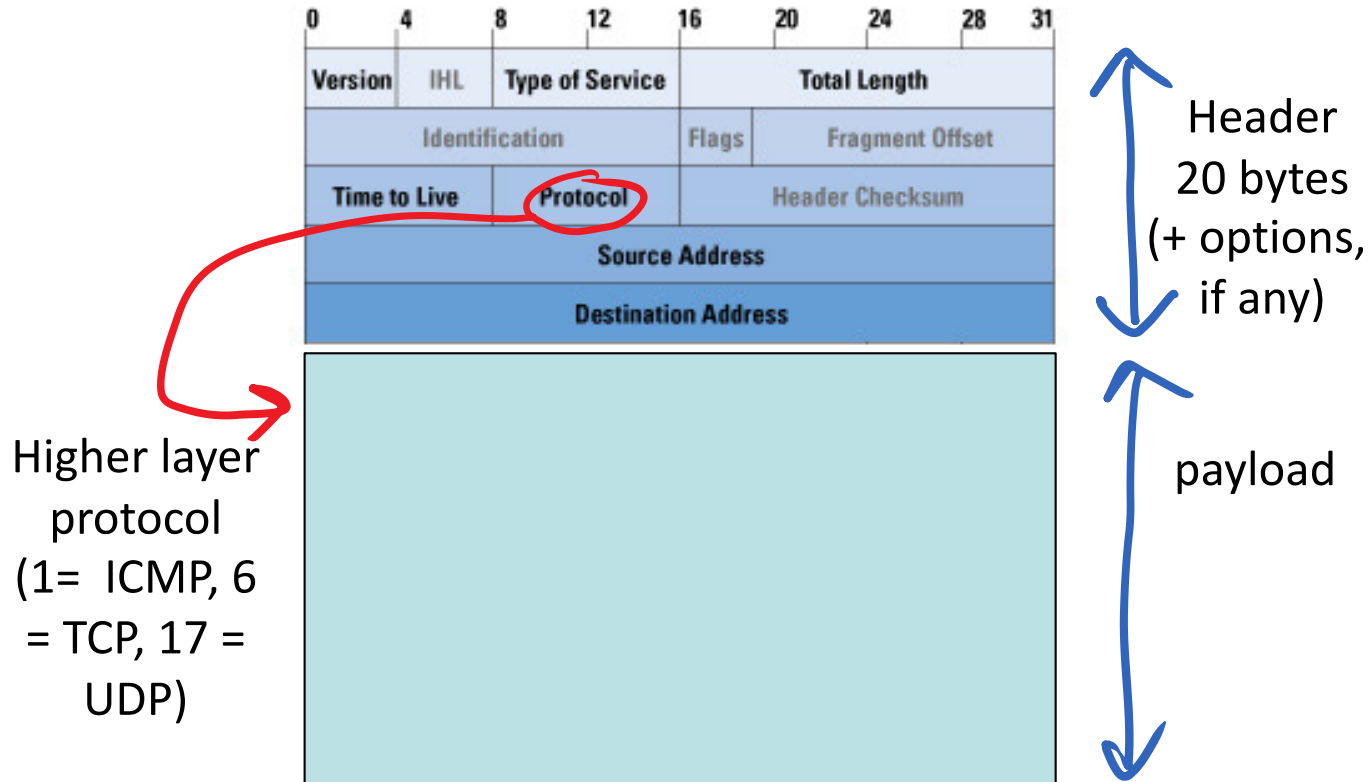 0 4 8 12 16 20 24 28 31
Version IHL Type of Service Total Length
Identification Flags Fragment Offset
Time to Live Protocol Header Checksum
Source Address
Destination Address
Header
20 bytes
(+ options,
if any)
Higher layer
protocol
(1= ICMP, 6
= TCP, 17 =
UDP)
payload